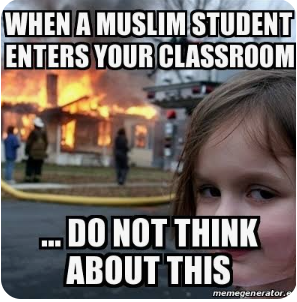 WHEN A MUSLIM STUDENT
ENTERS YOUR CLASSROOM
... DO NOT THINK
ABOUT THIS
memegenerator.